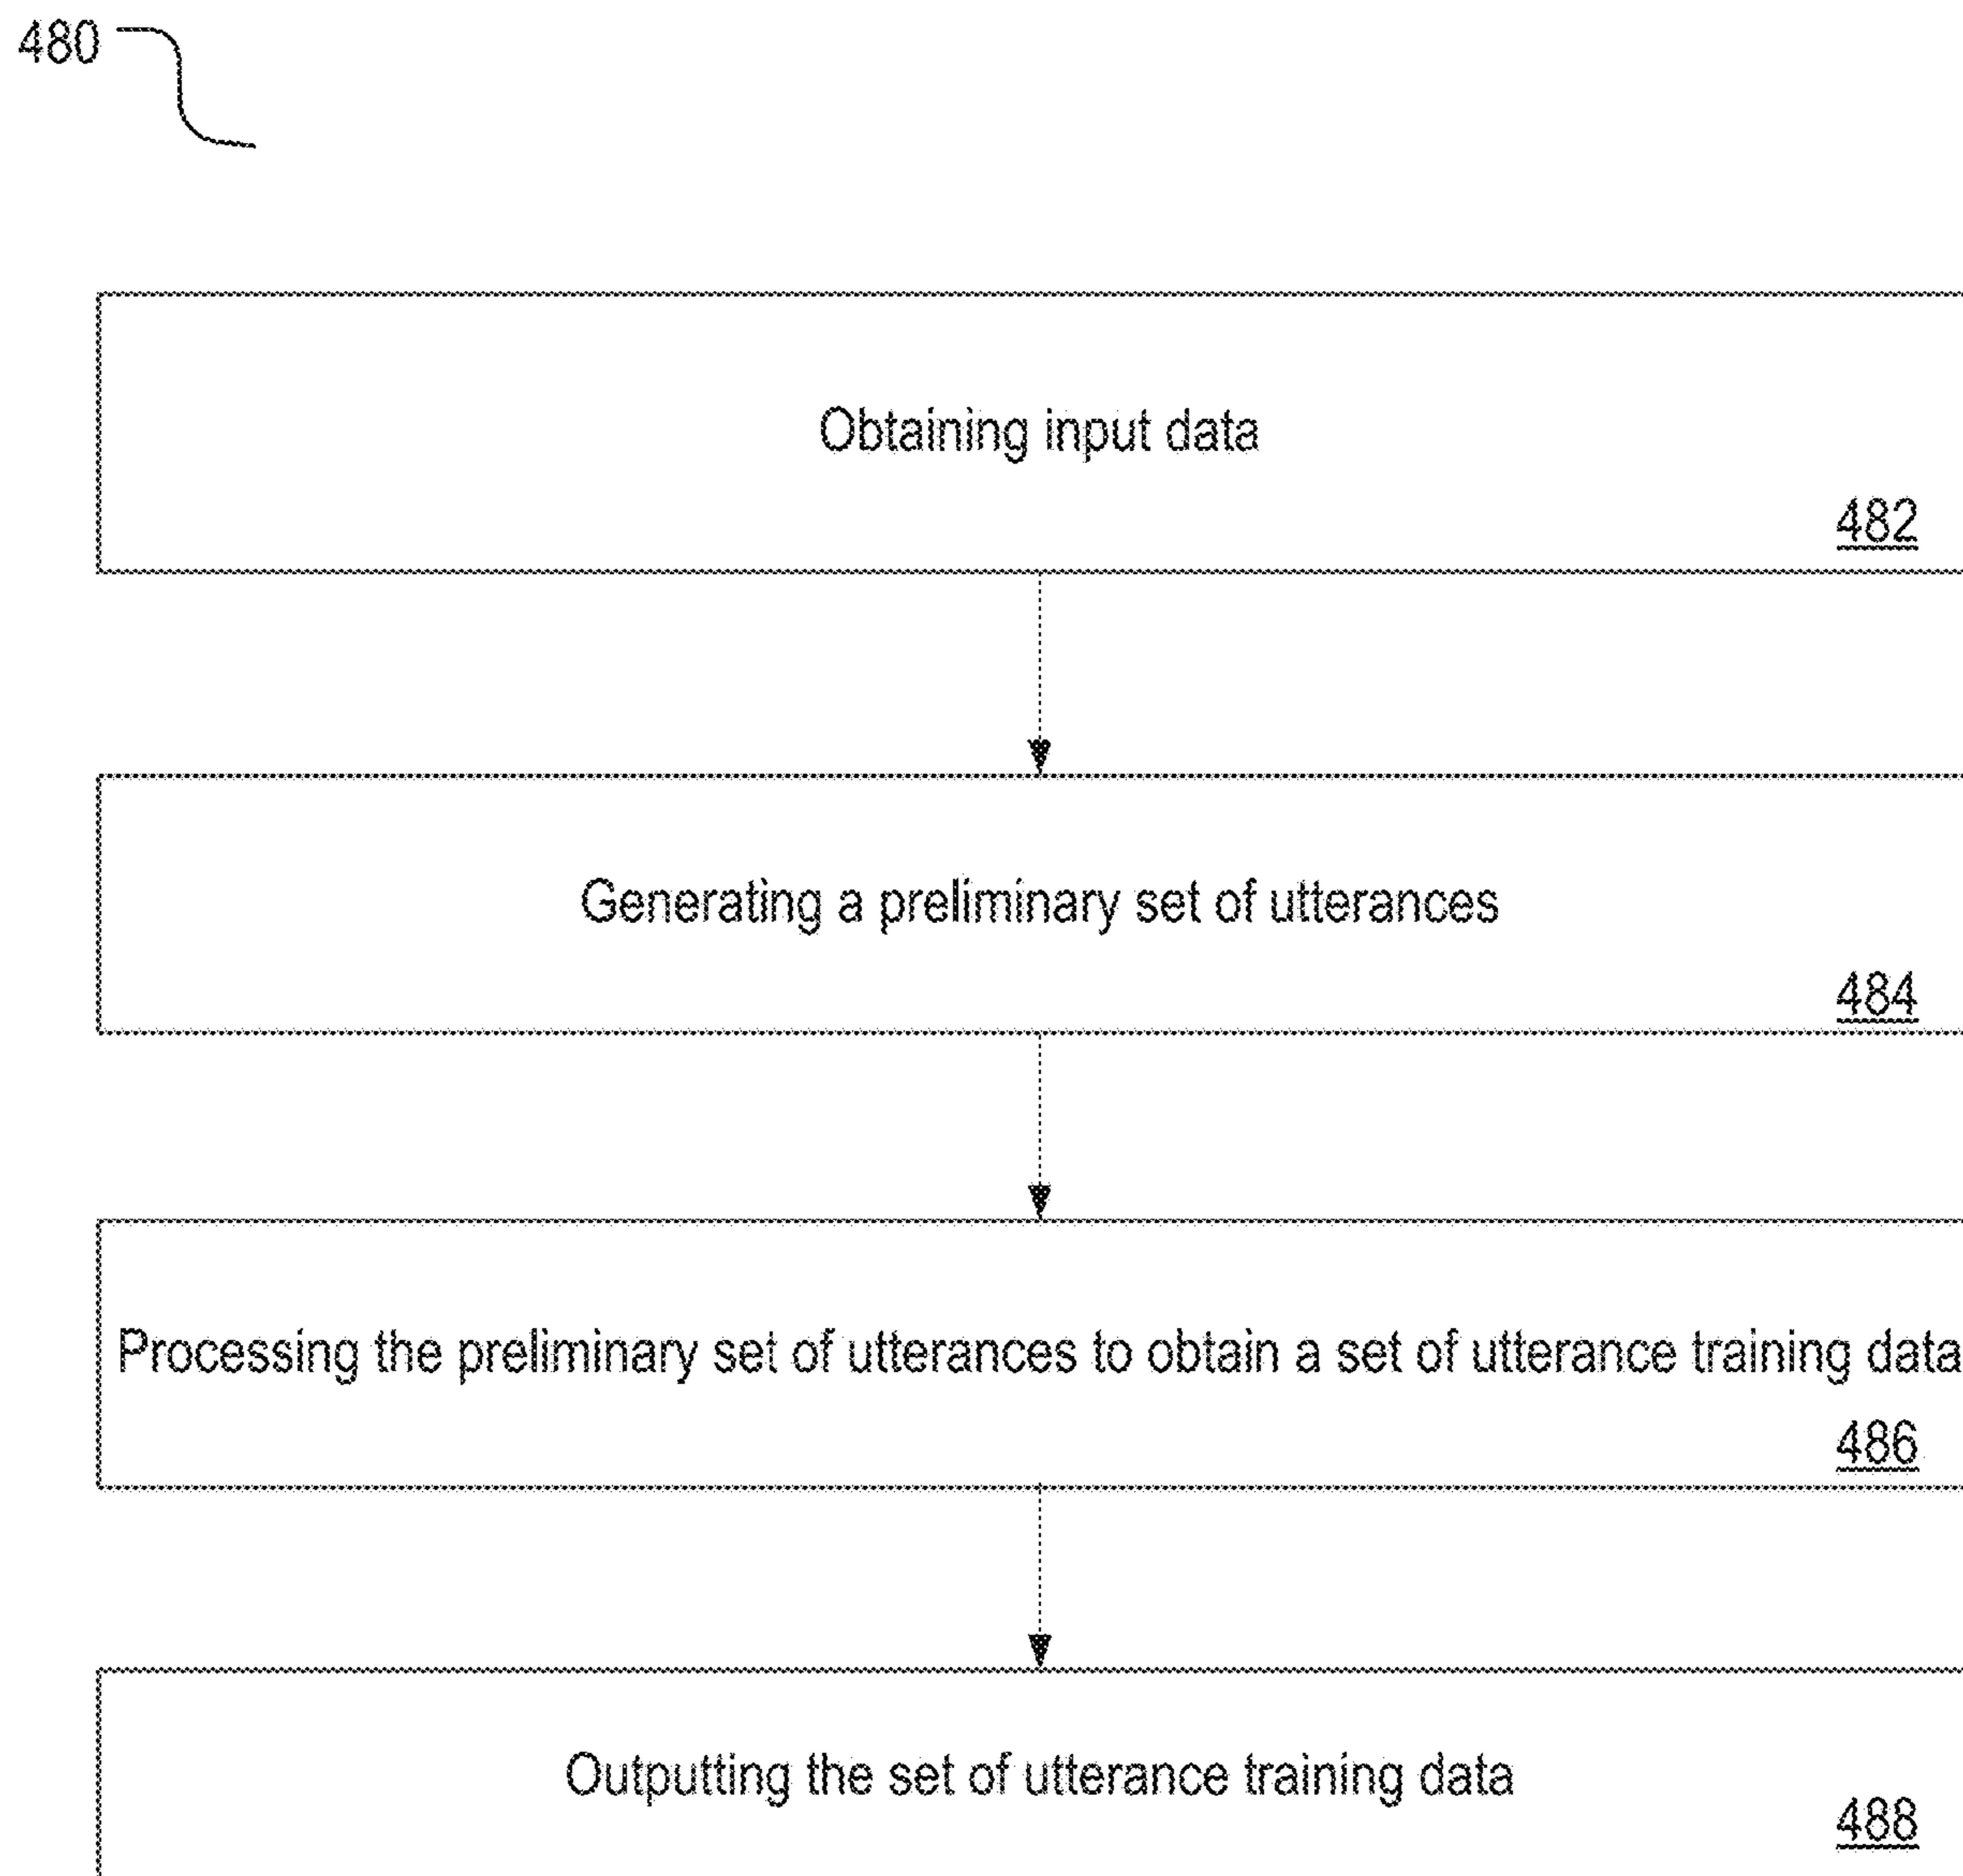 480
Obtaining input data
482
Generating a preliminary set of utterances
484
Processing the preliminary set of utterances to obtain a set of utterance training data
486
Outputting the set of utterance training data
488